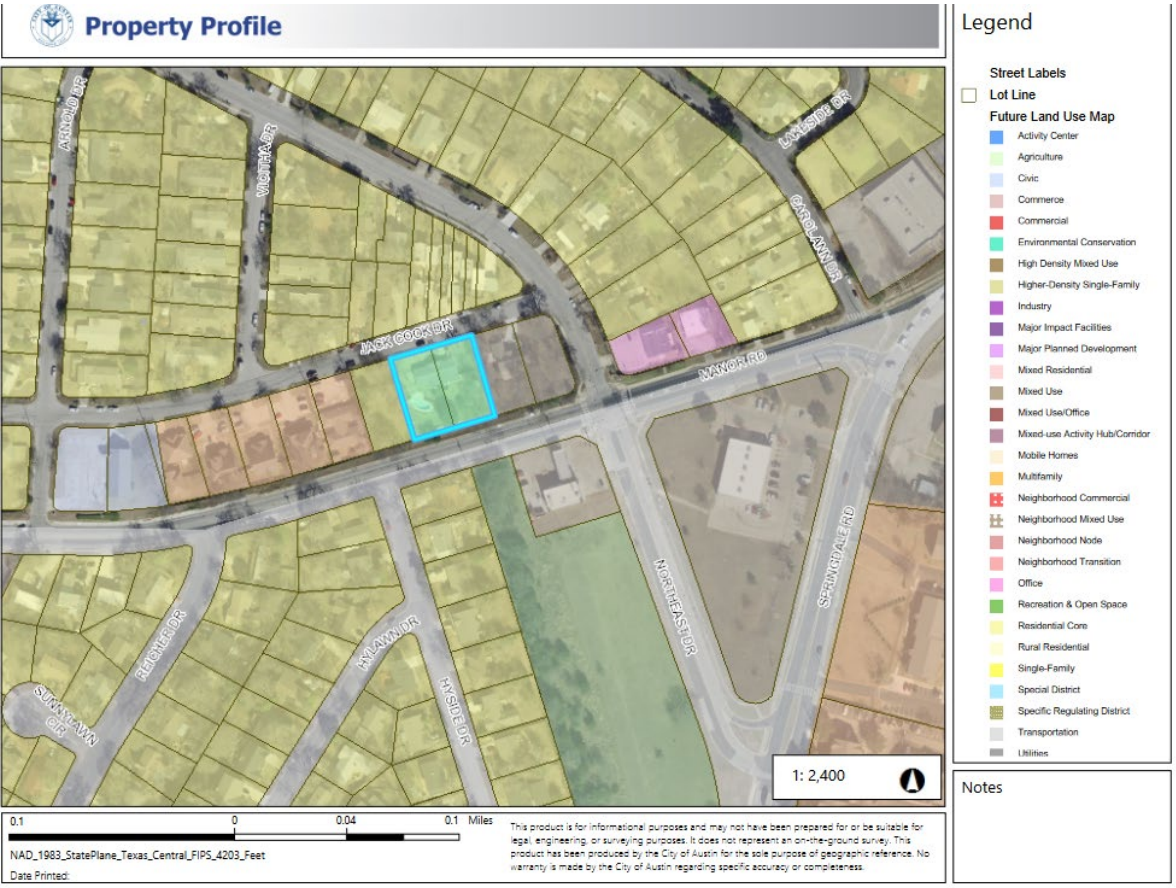 Property Profile
ARNOLD DR
VIOITHA DR
LAKESIDE DR
CAROL ANN DR
JACK COOK DR
MANOR RD
REICHER DR
HYLAWN DR
HYSIDE DR
SUNNYLAWN
CIR
NORTHEAST DR
SPRINGDALE RD
1: 2,400
Legend
Street Labels
Lot Line
Future Land Use Map
Activity Center
Agriculture
Civic
Commerce
Commercial
Environmental Conservation
High Density Mixed Use
Higher-Density Single-Family
Industry
Major Impact Facilities
Major Planned Development
Mixed Residential
Mixed Use
Mixed Use/Office
Mixed-use Activity Hub/Corridor
Mobile Homes
Multifamily
Neighborhood Commercial
Neighborhood Mixed Use
Neighborhood Node
Neighborhood Transition
Office
Recreation & Open Space
Residential Core
Rural Residential
Single-Family
Special District
Specific Regulating District
Transportation
Utilities
Notes
0.1 0 0.04 0.1 Miles
NAD_1983_StatePlane_Texas_Central_FIPS_4203_Feet
Date Printed:
This product is for informational purposes and may not have been prepared for or be suitable for
legal, engineering, or surveying purposes. It does not represent an on-the-ground survey. This
product has been produced by the City of Austin for the sole purpose of geographic reference. No
warranty is made by the City of Austin regarding specific accuracy or completeness.